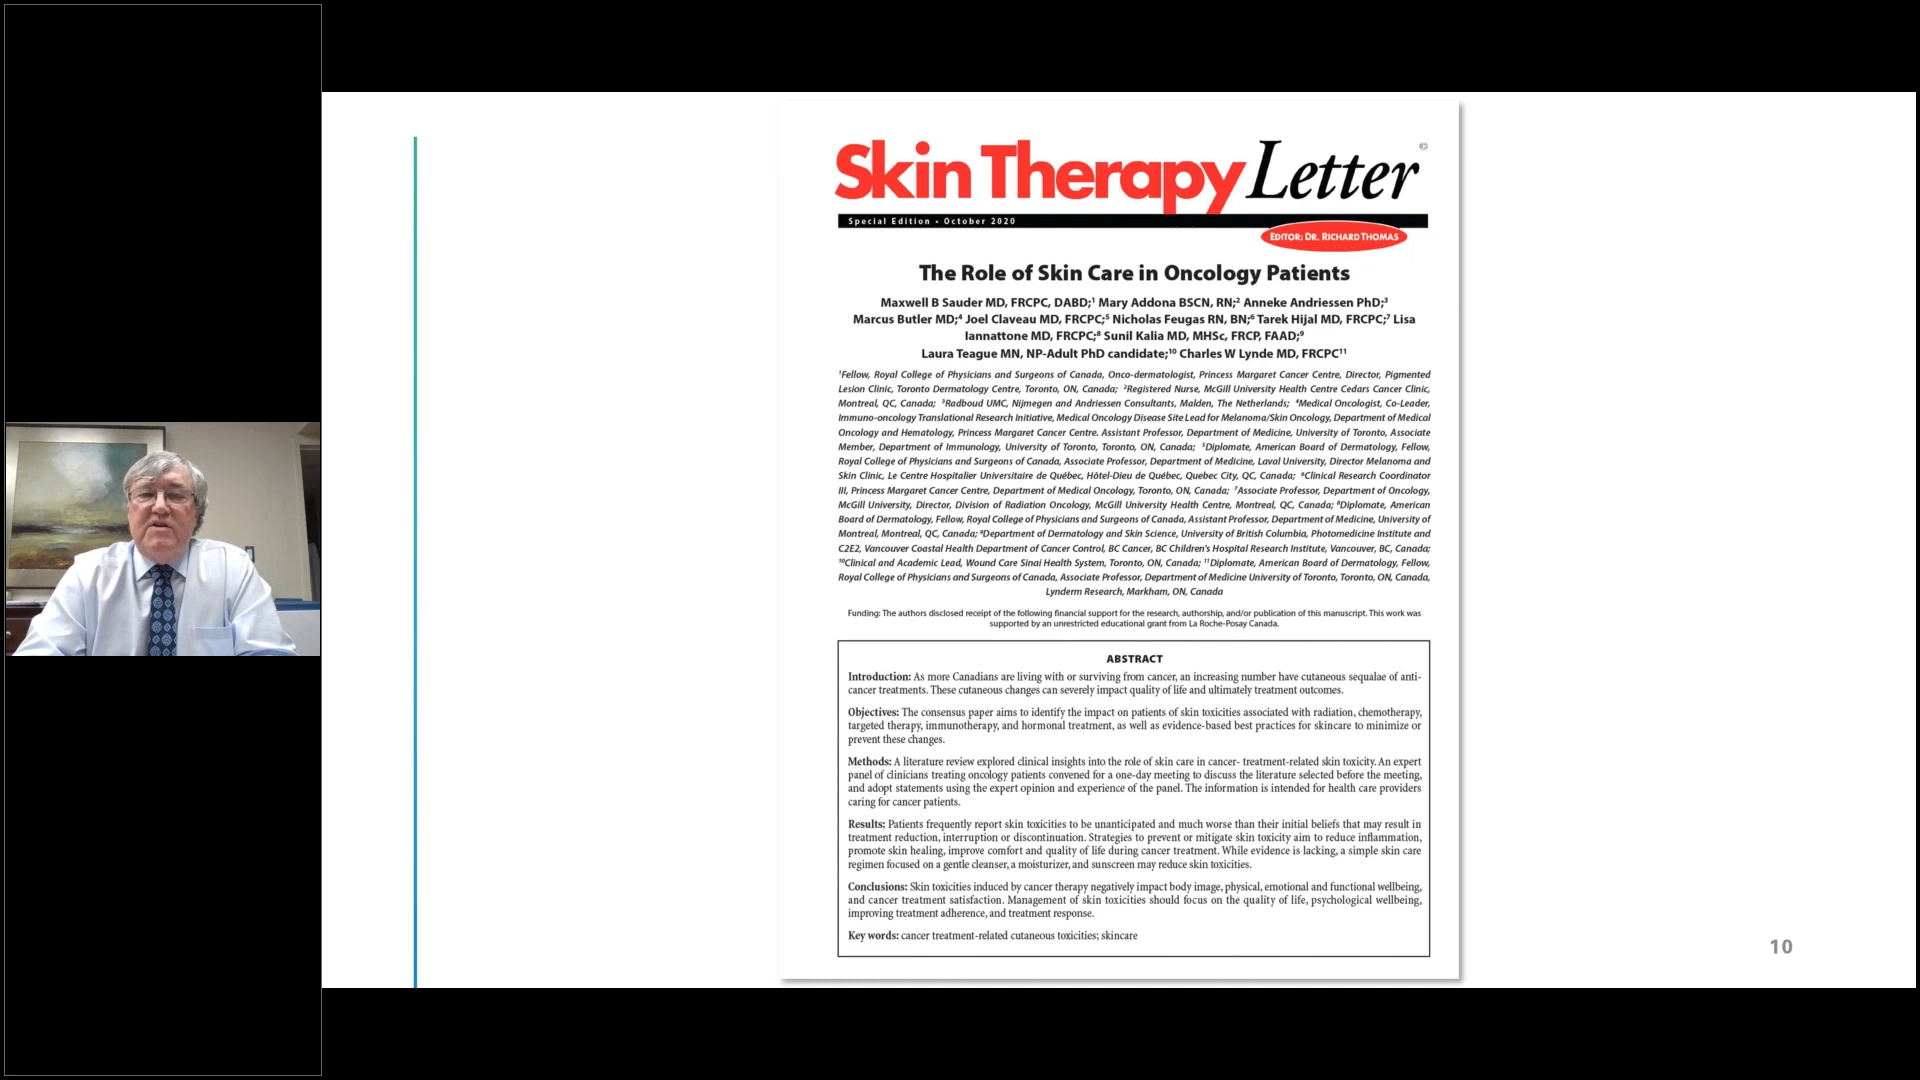 Skin Therapy Letter ©
Special Edition • October 2020
EDITOR: DR. RICHARD THOMAS
The Role of Skin Care in Oncology Patients
Maxwell B Sauder MD, FRCPC, DABD;¹ Mary Addona BSCN, RN;² Anneke Andriessen PhD;³
Marcus Butler MD;⁴ Joel Claveau MD, FRCPC;⁵ Nicholas Feugas RN, BN;⁶ Tarek Hijal MD, FRCPC;⁷ Lisa
Iannattone MD, FRCPC;⁸ Sunil Kalia MD, MHSc, FRCP, FAAD;⁹
Laura Teague MN, NP-Adult PhD candidate;¹⁰ Charles W Lynde MD, FRCPC¹¹
¹Fellow, Royal College of Physicians and Surgeons of Canada, Onco-dermatologist, Princess Margaret Cancer Centre, Director, Pigmented
Lesion Clinic, Toronto Dermatology Centre, Toronto, ON, Canada; ²Registered Nurse, McGill University Health Centre Cedars Cancer Clinic,
Montreal, QC, Canada; ³Radboud UMC, Nijmegen and Andriessen Consultants, Malden, The Netherlands; ⁴Medical Oncologist, Co-Leader,
Immuno-oncology Translational Research Initiative, Medical Oncology Disease Site Lead for Melanoma/Skin Oncology, Department of Medical
Oncology and Hematology, Princess Margaret Cancer Centre. Assistant Professor, Department of Medicine, University of Toronto, Associate
Member, Department of Immunology, University of Toronto, Toronto, ON, Canada; ⁵Diplomate, American Board of Dermatology, Fellow,
Royal College of Physicians and Surgeons of Canada, Associate Professor, Department of Medicine, Laval University, Director Melanoma and
Skin Clinic, Le Centre Hospitalier Universitaire de Québec, Hôtel-Dieu de Québec, Quebec City, QC, Canada; ⁶Clinical Research Coordinator
III, Princess Margaret Cancer Centre, Department of Medical Oncology, Toronto, ON, Canada; ⁷Associate Professor, Department of Oncology,
McGill University, Director, Division of Radiation Oncology, McGill University Health Centre, Montreal, QC, Canada; ⁸Diplomate, American
Board of Dermatology, Fellow, Royal College of Physicians and Surgeons of Canada, Assistant Professor, Department of Medicine, University of
Montreal, Montreal, QC, Canada; ⁹Department of Dermatology and Skin Science, University of British Columbia, Photomedicine Institute and
C2E2, Vancouver Coastal Health Department of Cancer Control, BC Cancer, BC Children's Hospital Research Institute, Vancouver, BC, Canada;
¹⁰Clinical and Academic Lead, Wound Care Sinai Health System, Toronto, ON, Canada; ¹¹Diplomate, American Board of Dermatology, Fellow,
Royal College of Physicians and Surgeons of Canada, Associate Professor, Department of Medicine University of Toronto, Toronto, ON, Canada,
Lynderm Research, Markham, ON, Canada
Funding: The authors disclosed receipt of the following financial support for the research, authorship, and/or publication of this manuscript. This work was
supported by an unrestricted educational grant from La Roche-Posay Canada.
ABSTRACT
Introduction: As more Canadians are living with or surviving from cancer, an increasing number have cutaneous sequalae of anti-
cancer treatments. These cutaneous changes can severely impact quality of life and ultimately treatment outcomes.
Objectives: The consensus paper aims to identify the impact on patients of skin toxicities associated with radiation, chemotherapy,
targeted therapy, immunotherapy, and hormonal treatment, as well as evidence-based best practices for skincare to minimize or
prevent these changes.
Methods: A literature review explored clinical insights into the role of skin care in cancer- treatment-related skin toxicity. An expert
panel of clinicians treating oncology patients convened for a one-day meeting to discuss the literature selected before the meeting,
and adopt statements using the expert opinion and experience of the panel. The information is intended for health care providers
caring for cancer patients.
Results: Patients frequently report skin toxicities to be unanticipated and much worse than their initial beliefs that may result in
treatment reduction, interruption or discontinuation. Strategies to prevent or mitigate skin toxicity aim to reduce inflammation,
promote skin healing, improve comfort and quality of life during cancer treatment. While evidence is lacking, a simple skin care
regimen focused on a gentle cleanser, a moisturizer, and sunscreen may reduce skin toxicities.
Conclusions: Skin toxicities induced by cancer therapy negatively impact body image, physical, emotional and functional wellbeing,
and cancer treatment satisfaction. Management of skin toxicities should focus on the quality of life, psychological wellbeing,
improving treatment adherence, and treatment response.
Key words: cancer treatment-related cutaneous toxicities; skincare
10